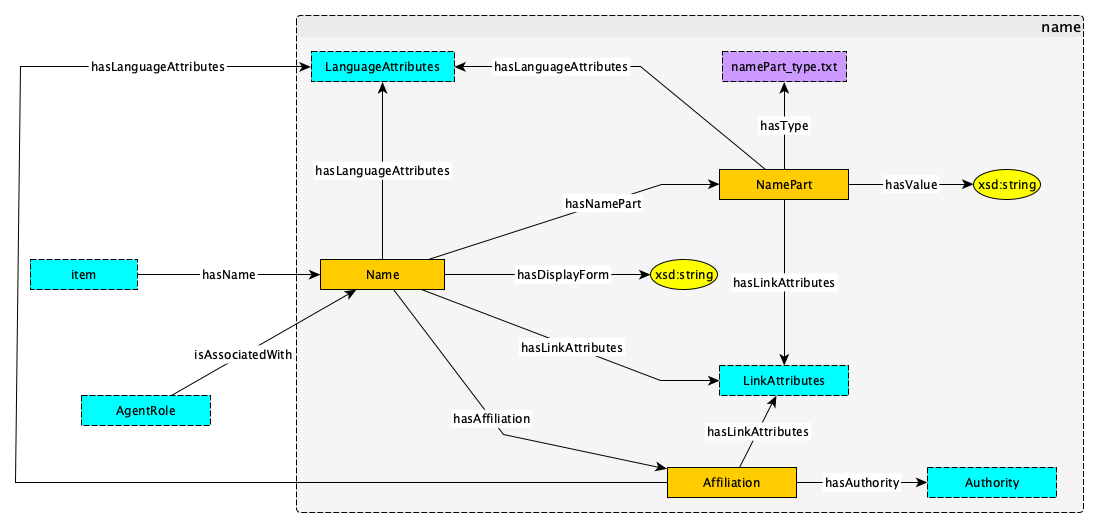 name
hasLanguageAttributes
LanguageAttributes
hasLanguageAttributes
namePart_type.txt
hasType
hasLanguageAttributes
NamePart
hasValue
xsd:string
hasNamePart
item
hasName
Name
hasDisplayForm
xsd:string
hasLinkAttributes
isAssociatedWith
hasLinkAttributes
LinkAttributes
AgentRole
hasAffiliation
hasLinkAttributes
Affiliation
hasAuthority
Authority